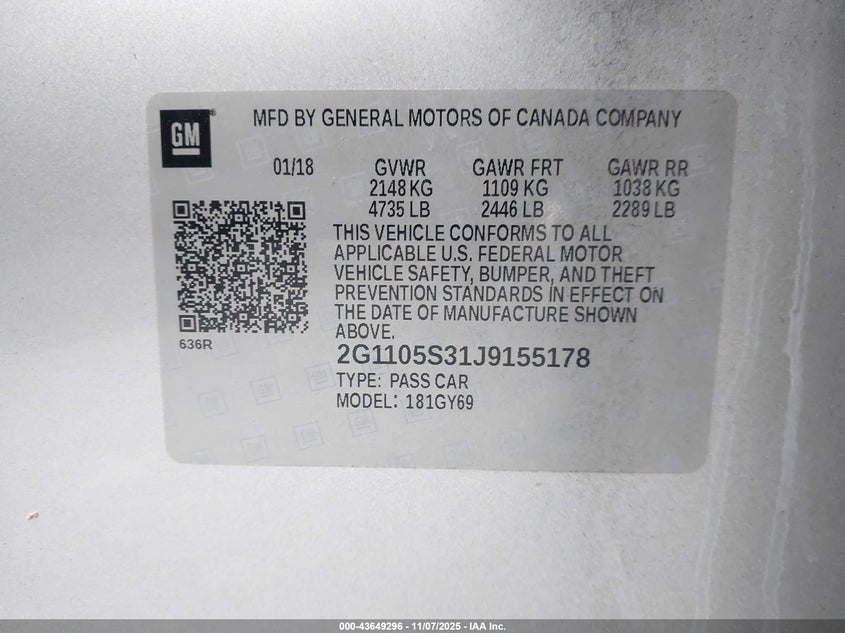 GM
MFD BY GENERAL MOTORS OF CANADA COMPANY
01/18 GVWR GAWR FRT GAWR RR
2148 KG 1109 KG 1038 KG
4735 LB 2446 LB 2289 LB
THIS VEHICLE CONFORMS TO ALL
APPLICABLE U.S. FEDERAL MOTOR
VEHICLE SAFETY, BUMPER, AND THEFT
PREVENTION STANDARDS IN EFFECT ON
THE DATE OF MANUFACTURE SHOWN
ABOVE.
636R
2G1105S31J9155178
TYPE: PASS CAR
MODEL: 181GY69
000-43649296 - 11/07/2025 - IAA Inc.